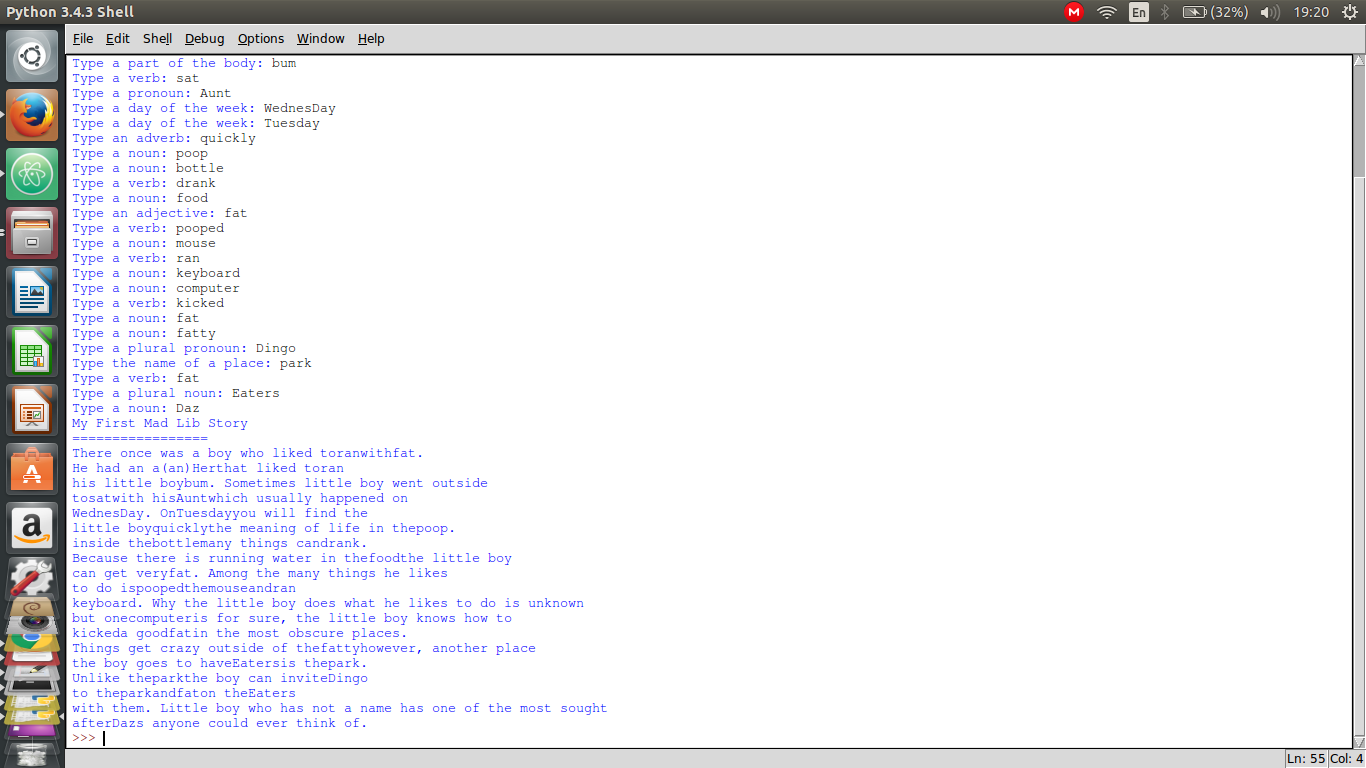 Python 3.4.3 Shell
M
En
(32%)
19:20
File Edit Shell Debug Options Window Help
Type a part of the body: bum
Type a verb: sat
Type a pronoun: Aunt
Type a day of the week: WednesDay
Type a day of the week: Tuesday
Type an adverb: quickly
Type a noun: poop
Type a noun: bottle
Type a verb: drank
Type a noun: food
Type an adjective: fat
Type a verb: pooped
Type a noun: mouse
Type a verb: ran
Type a noun: keyboard
Type a noun: computer
Type a verb: kicked
Type a noun: fat
Type a noun: fatty
Type a plural pronoun: Dingo
Type the name of a place: park
Type a verb: fat
Type a plural noun: Eaters
Type a noun: Daz
My First Mad Lib Story
=================
There once was a boy who liked toranwithfat.
He had an a(an)Herthat liked toran
his little boybum. Sometimes little boy went outside
tosatwith hisAuntwhich usually happened on
WednesDay. OnTuesdayyou will find the
little boyquicklythe meaning of life in thepoop.
inside thebottlemany things candrank.
Because there is running water in thefoodthe little boy
can get veryfat. Among the many things he likes
to do ispoopedthemouseandran
keyboard. Why the little boy does what he likes to do is unknown
but onecomputeris for sure, the little boy knows how to
kickeda goodfatin the most obscure places.
Things get crazy outside of thefattyhowever, another place
the boy goes to haveEatersis thepark.
Unlike theparkthe boy can inviteDingo
to theparkandfaton theEaters
with them. Little boy who has not a name has one of the most sought
afterDazs anyone could ever think of.
>>>
Ln: 55 Col: 4